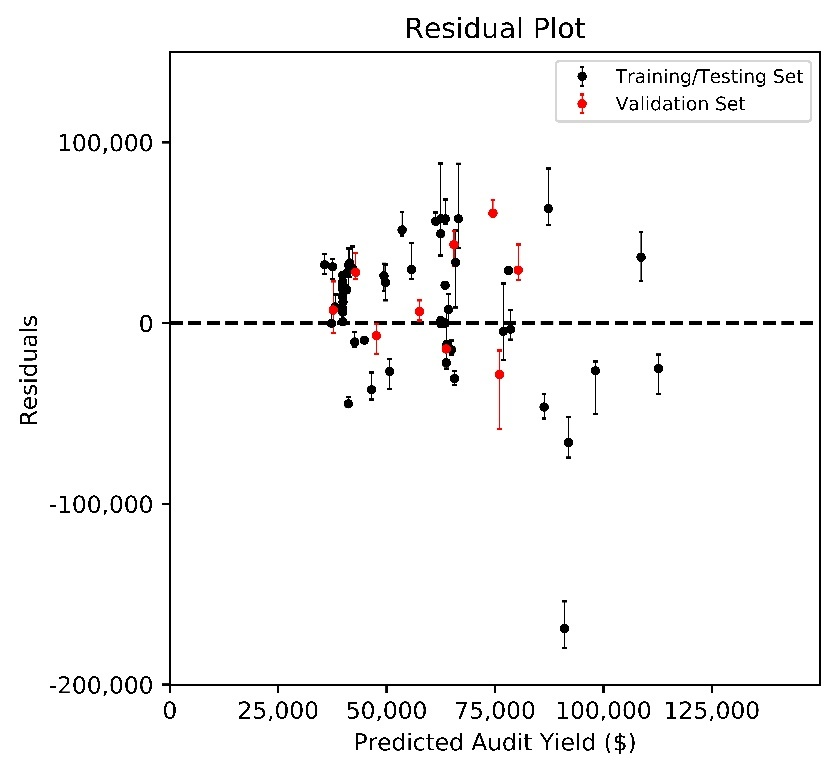 Residual Plot
Training/Testing Set
Validation Set
100,000
0
-100,000
-200,000
Residuals
0 25,000 50,000 75,000 100,000 125,000
Predicted Audit Yield ($)